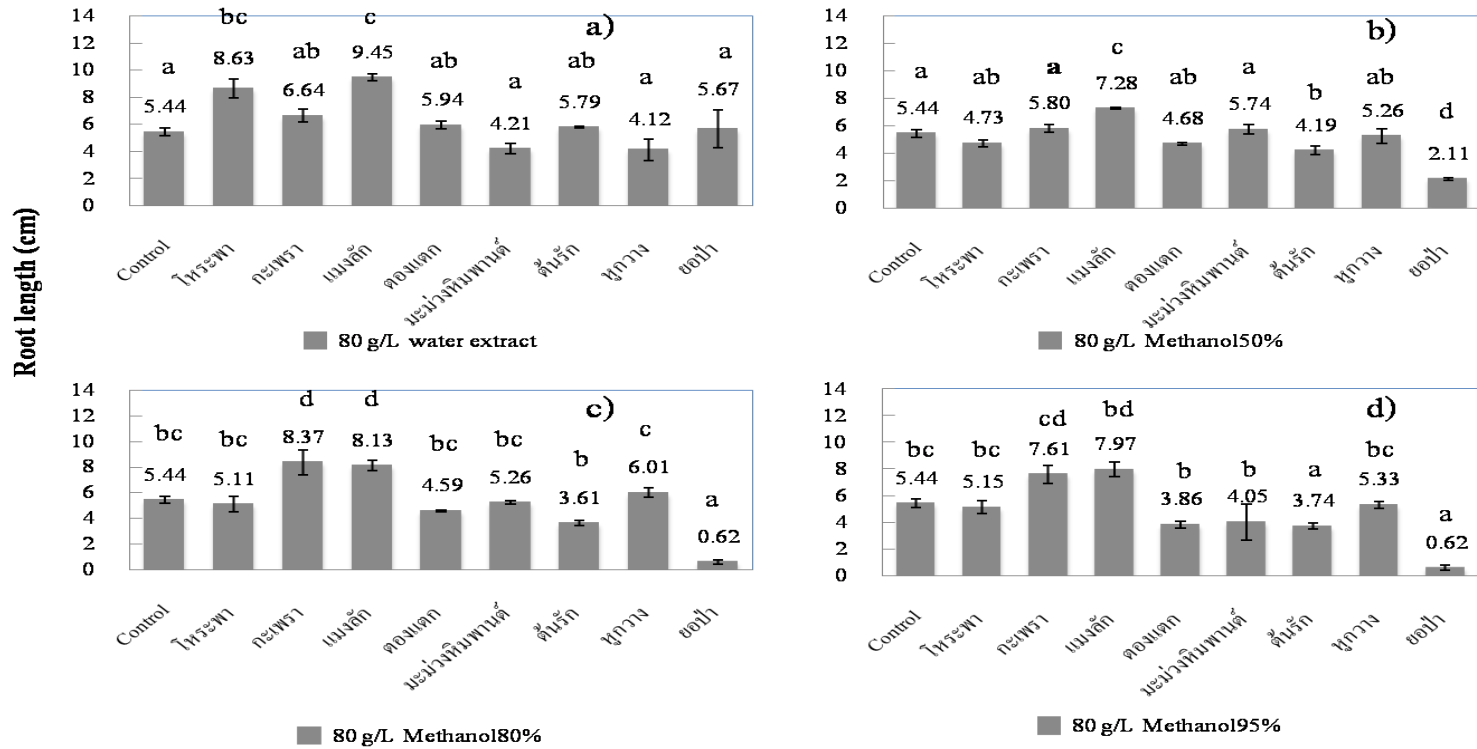 Root length (cm)
a)
14
12
10
8
6
4
2
0
a
bc
ab
c
ab
a
ab
a
a
5.44
8.63
6.64
9.45
5.94
4.21
5.79
4.12
5.67
Control
โหระพา
กะเพรา
แมงลัก
ตองแตก
มะม่วงหิมพานต์
ต้นรัก
หูกวาง
ยอป่า
80 g/L water extract
b)
14
12
10
8
6
4
2
0
a
ab
a
c
ab
a
b
ab
d
5.44
4.73
5.80
7.28
4.68
5.74
4.19
5.26
2.11
Control
โหระพา
กะเพรา
แมงลัก
ตองแตก
มะม่วงหิมพานต์
ต้นรัก
หูกวาง
ยอป่า
80 g/L Methanol50%
c)
14
12
10
8
6
4
2
0
bc
bc
d
d
bc
bc
b
c
a
5.44
5.11
8.37
8.13
4.59
5.26
3.61
6.01
0.62
Control
โหระพา
กะเพรา
แมงลัก
ตองแตก
มะม่วงหิมพานต์
ต้นรัก
หูกวาง
ยอป่า
80 g/L Methanol80%
d)
14
12
10
8
6
4
2
0
bc
bc
cd
bd
b
b
a
bc
a
5.44
5.15
7.61
7.97
3.86
4.05
3.74
5.33
0.62
Control
โหระพา
กะเพรา
แมงลัก
ตองแตก
มะม่วงหิมพานต์
ต้นรัก
หูกวาง
ยอป่า
80 g/L Methanol95%